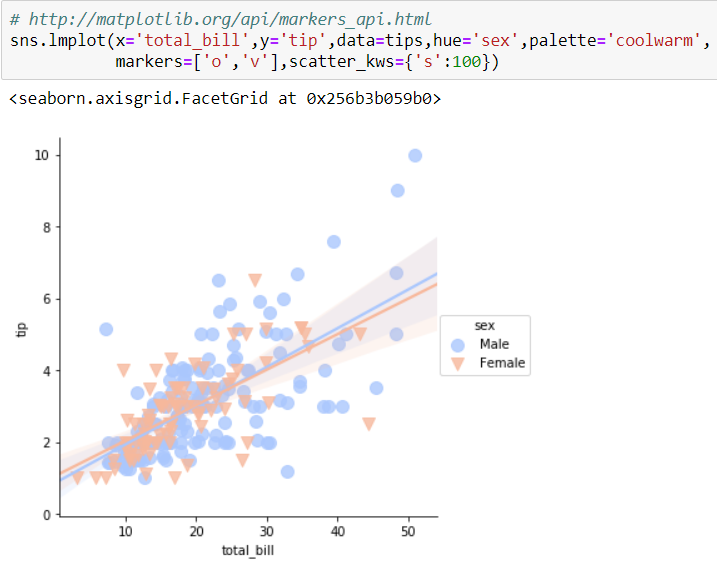 # http://matplotlib.org/api/markers_api.html
sns.lmplot(x='total_bill',y='tip',data=tips,hue='sex',palette='coolwarm',
markers=['o','v'],scatter_kws={'s':100})
<seaborn.axisgrid.FacetGrid at 0x256b3b059b0>
10
8
6
4
2
0
tip
10 20 30 40 50
total_bill
sex
Male
Female